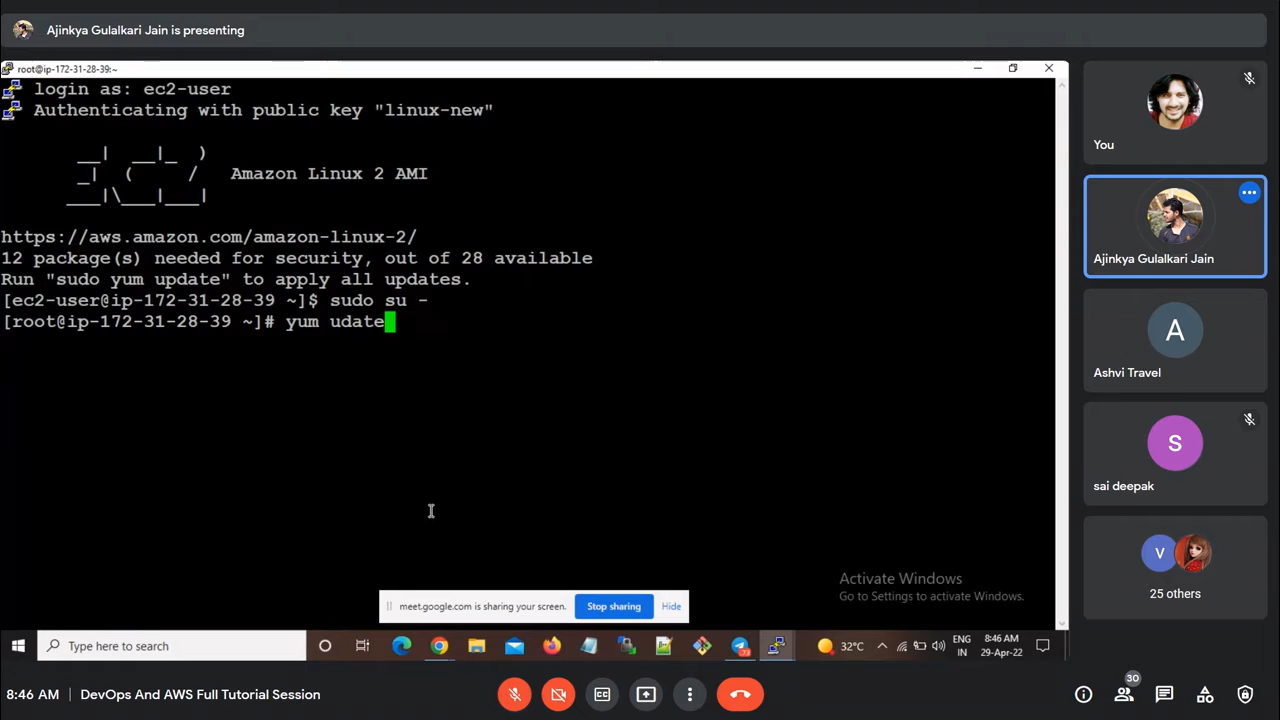 Ajinkya Gulalkari Jain is presenting
root@ip-172-31-28-39:~
login as: ec2-user
Authenticating with public key "linux-new"
__|  __|_  )
_|  (     /
___|\___|___|
Amazon Linux 2 AMI
https://aws.amazon.com/amazon-linux-2/
12 package(s) needed for security, out of 28 available
Run "sudo yum update" to apply all updates.
[ec2-user@ip-172-31-28-39 ~]$ sudo su -
[root@ip-172-31-28-39 ~]# yum udate
You
Ajinkya Gulalkari Jain
A
Ashvi Travel
S
sai deepak
V
25 others
Activate Windows
Go to Settings to activate Windows.
meet.google.com is sharing your screen.
Stop sharing
Hide
Type here to search
73
32°C
ENG
IN
8:46 AM
29-Apr-22
8:46 AM
DevOps And AWS Full Tutorial Session
30